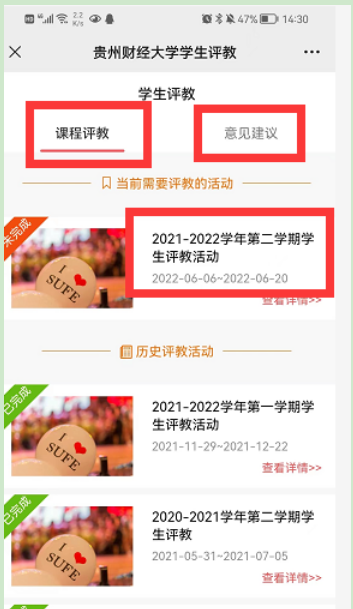 2.2
K/s
47%
14:30
贵州财经大学学生评教
学生评教
课程评教
意见建议
当前需要评教的活动
未完成
I
SUFE
2021-2022学年第二学期学
生评教活动
2022-06-06~2022-06-20
查看详情>>
历史评教活动
已完成
I
SUFE
2021-2022学年第一学期学
生评教活动
2021-11-29~2021-12-22
查看详情>>
已完成
I
SUFE
2020-2021学年第二学期学
生评教
2021-05-31~2021-07-05
查看详情>>